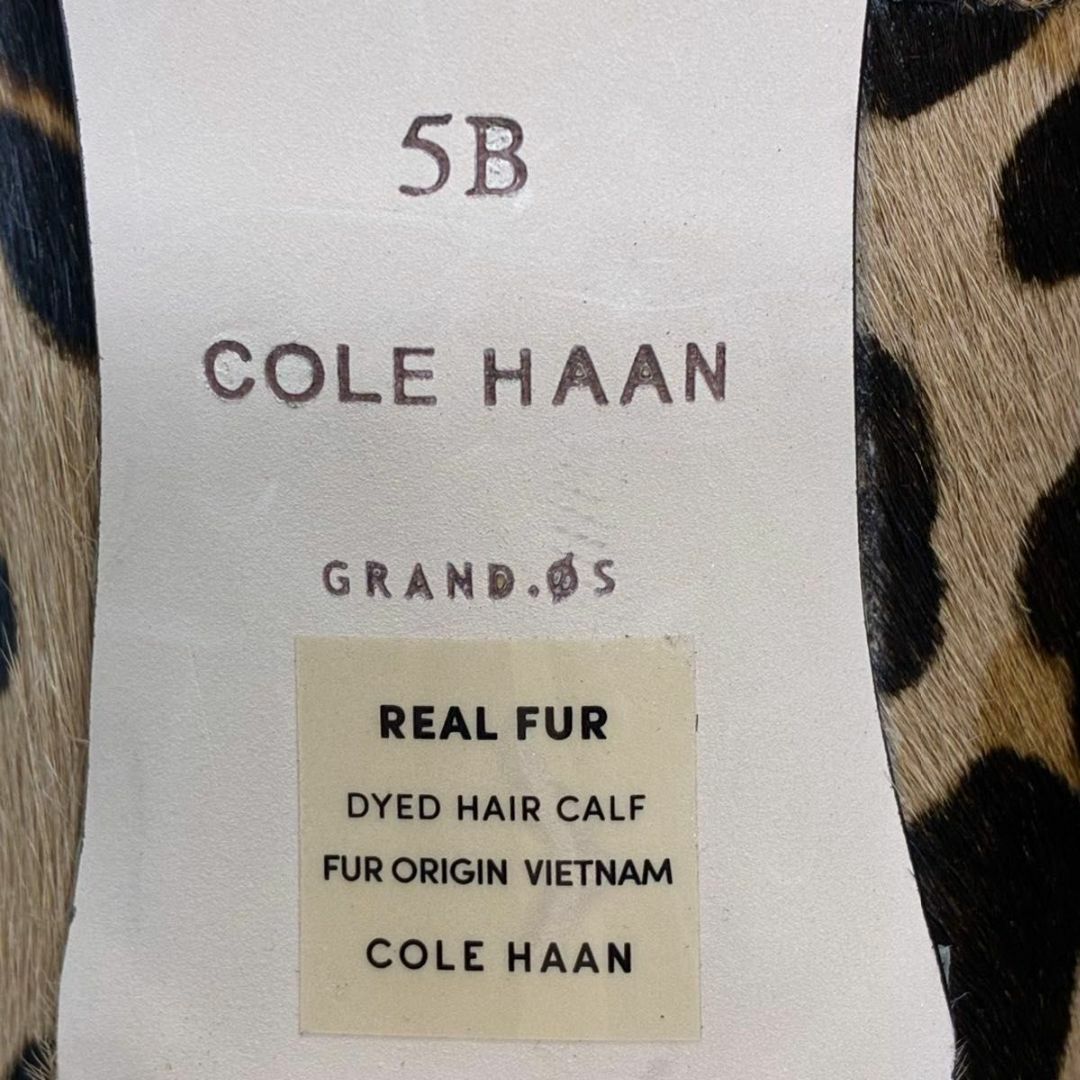 5B
COLE HAAN
GRAND.ØS
REAL FUR
DYED HAIR CALF
FUR ORIGIN VIETNAM
COLE HAAN